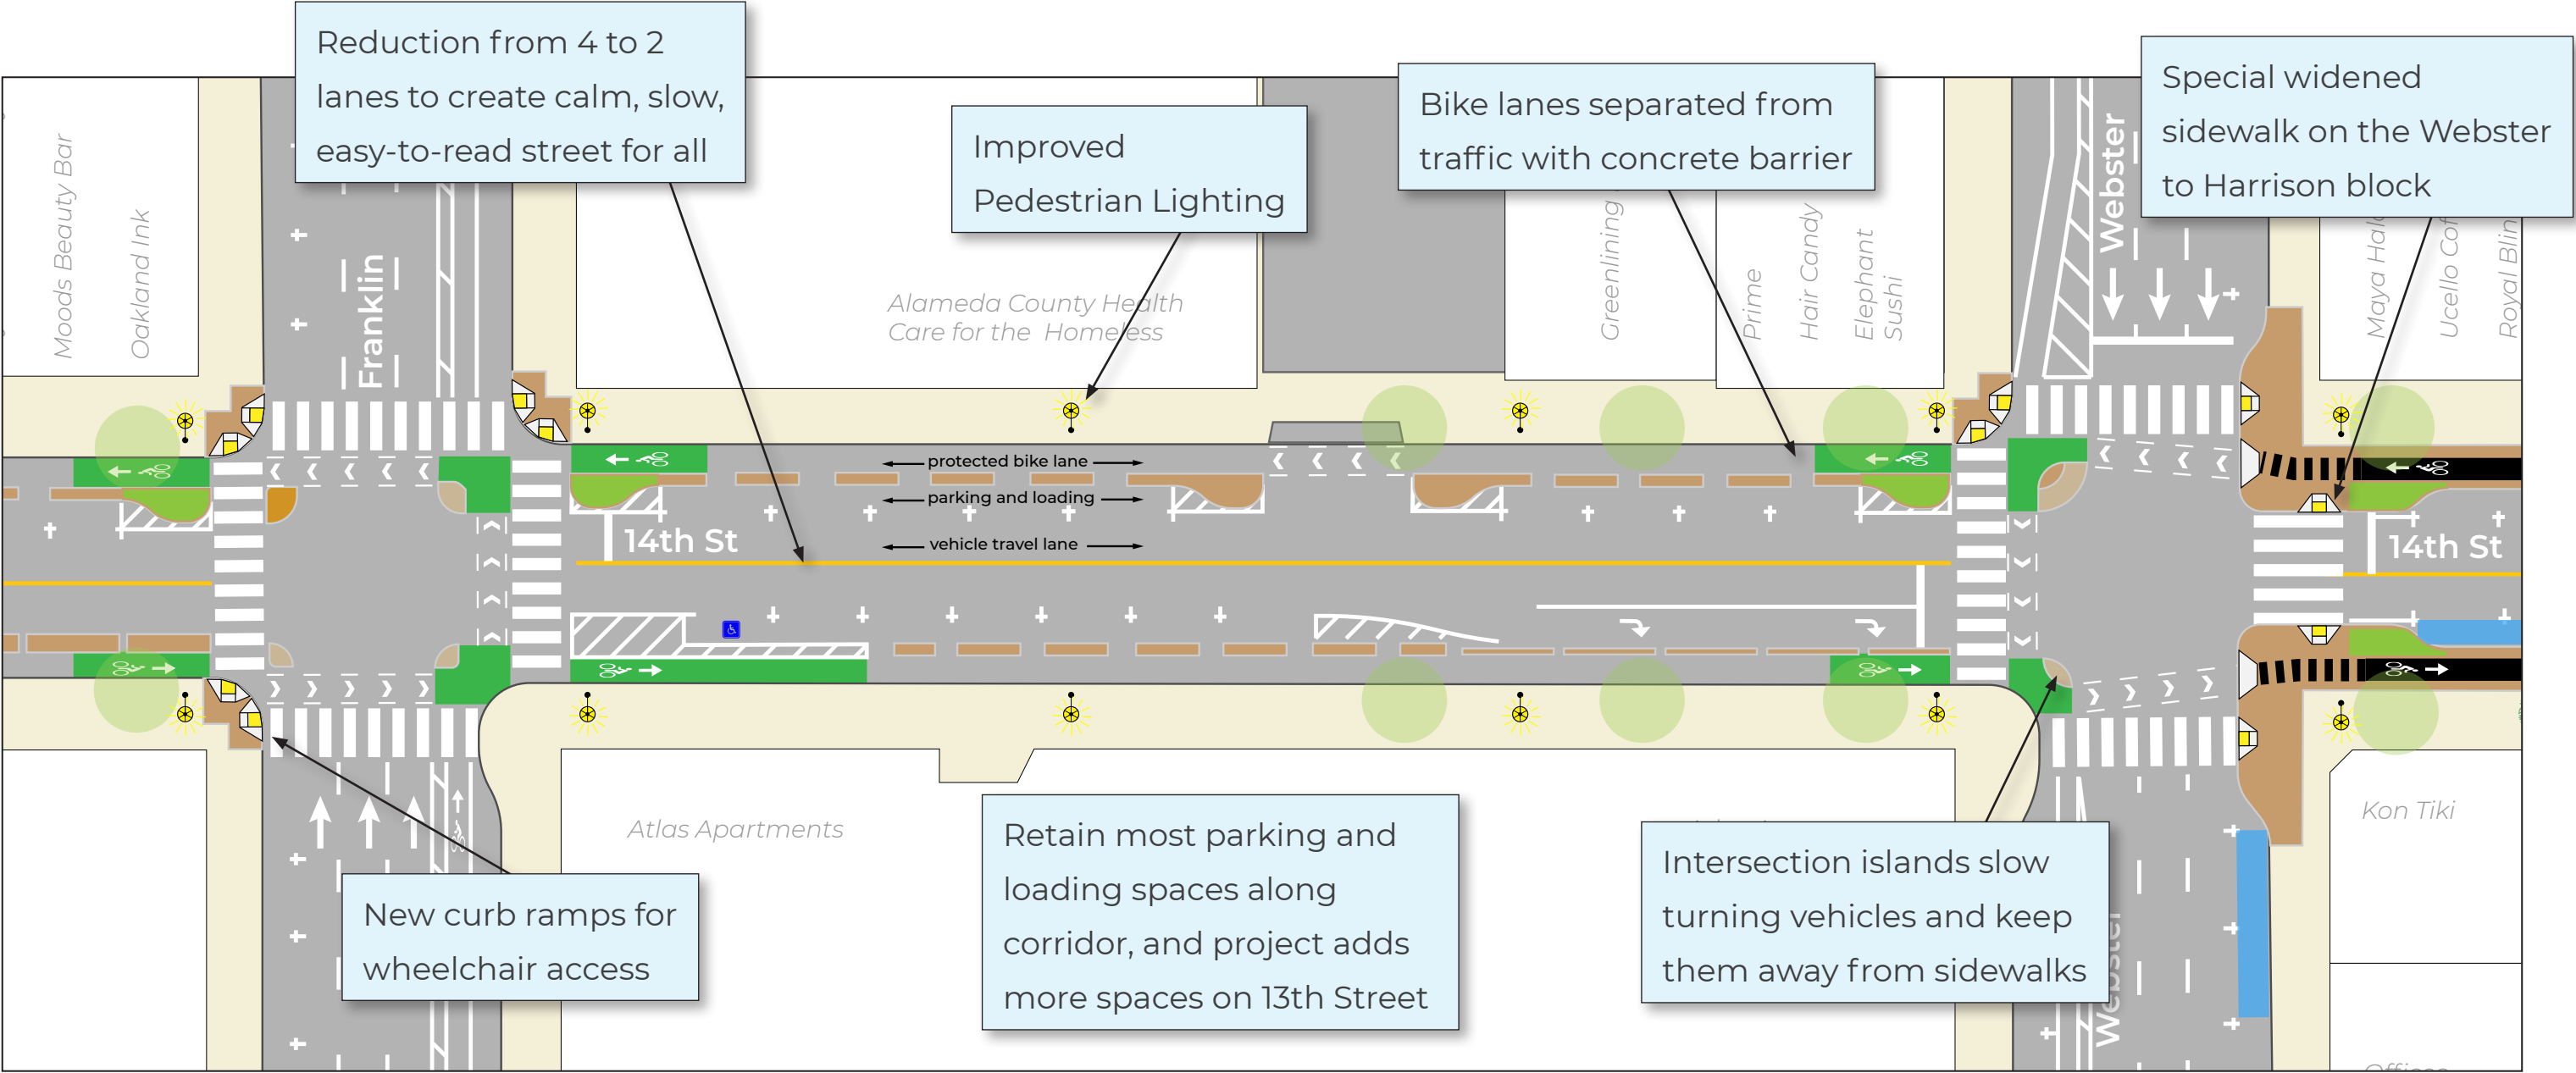 Reduction from 4 to 2
lanes to create calm, slow,
easy-to-read street for all
Improved
Pedestrian Lighting
Bike lanes separated from
traffic with concrete barrier
Special widened
sidewalk on the Webster
to Harrison block
Moods Beauty Bar
Oakland Ink
Franklin
Alameda County Health
Care for the Homeless
Greenlining
Prime
Hair Candy
Elephant
Sushi
Webster
Maya
Ucello
Royal
protected bike lane
parking and loading
vehicle travel lane
14th St
14th St
Atlas Apartments
Kon Tiki
New curb ramps for
wheelchair access
Retain most parking and
loading spaces along
corridor, and project adds
more spaces on 13th Street
Intersection islands slow
turning vehicles and keep
them away from sidewalks
Webster